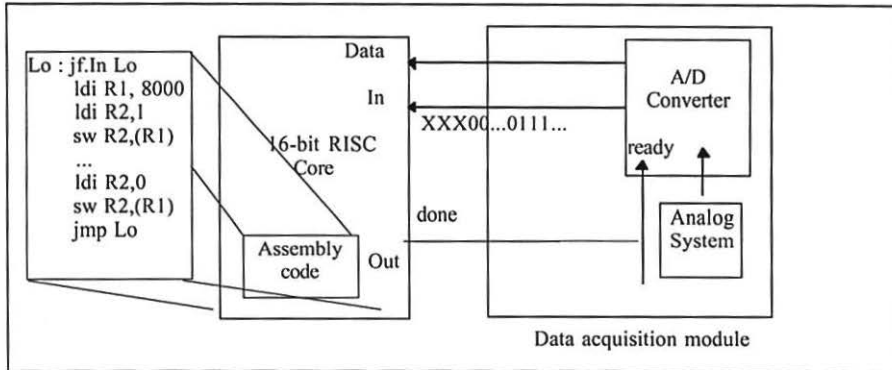 Lo : jf.In Lo
ldi R1, 8000
ldi R2,1
sw R2,(R1)
...
ldi R2,0
sw R2,(R1)
jmp Lo
Data
In
16-bit RISC
Core
Assembly
code
Out
XXX00...0111...
done
A/D
Converter
ready
Analog
System
Data acquisition module